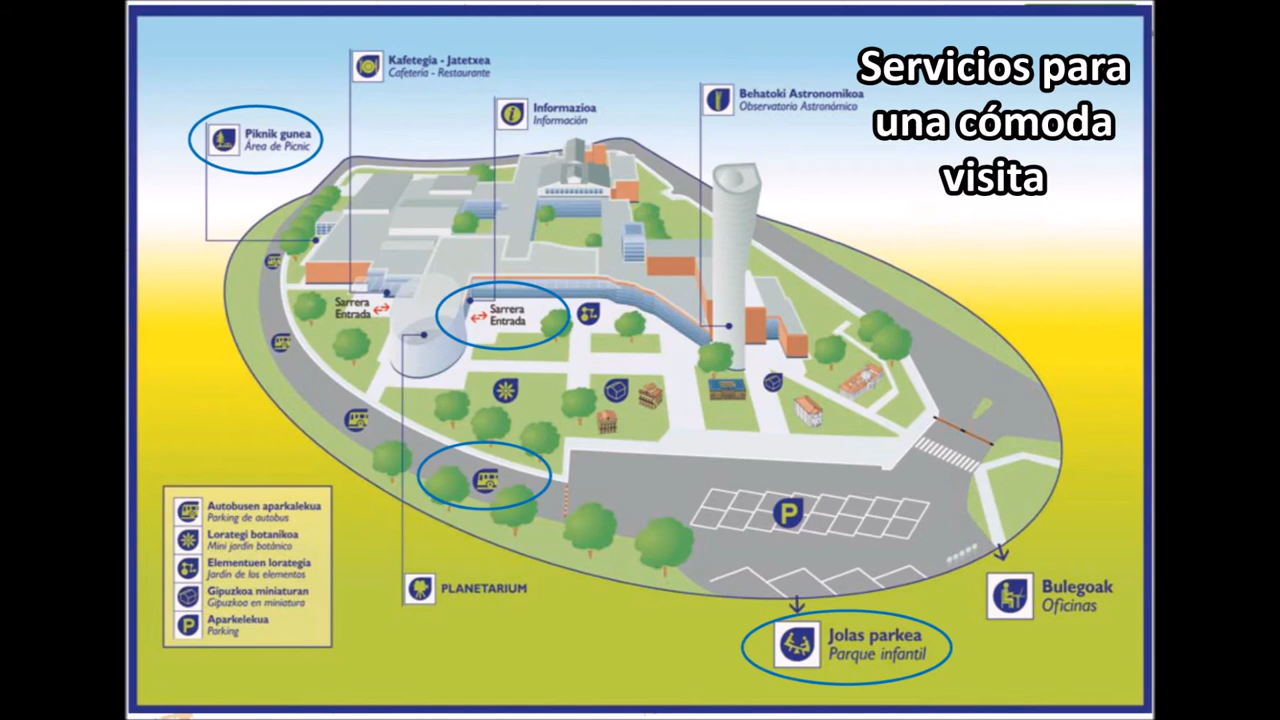 Servicios para
una cómoda
visita
Kafetegia - Jatetxea
Cafetería - Restaurante
Informazioa
Información
Behatoki Astronomikoa
Observatorio Astronómico
Piknik gunea
Área de Picnic
Sarrera
Entrada
Sarrera
Entrada
P
Autobusen aparkalekua
Parking de autobus
Lorategi botanikoa
Mini jardín botánico
Elementuen lorategia
Jardín de los elementos
Gipuzkoa miniaturan
Gipuzkoa en miniatura
P
Aparkelekua
Parking
PLANETARIUM
Bulegoak
Oficinas
Jolas parkea
Parque infantil